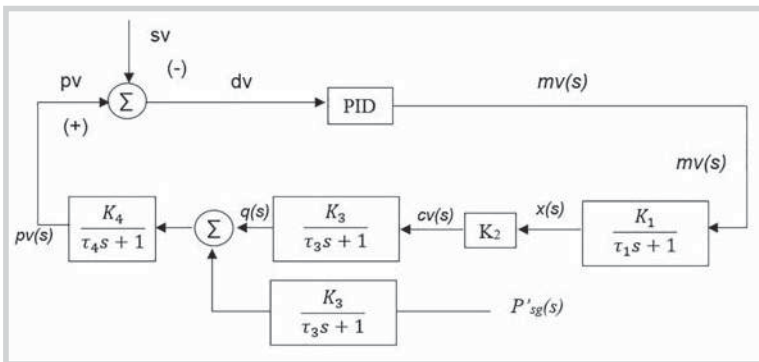 sv
pv
(-)
dv
mv(s)
Σ
PID
(+)
mv(s)
pv(s)
K₄
τ₄s + 1
Σ
q(s)
K₃
τ₃s + 1
cv(s)
K₂
x(s)
K₁
τ₁s + 1
K₃
τ₃s + 1
P'sg(s)